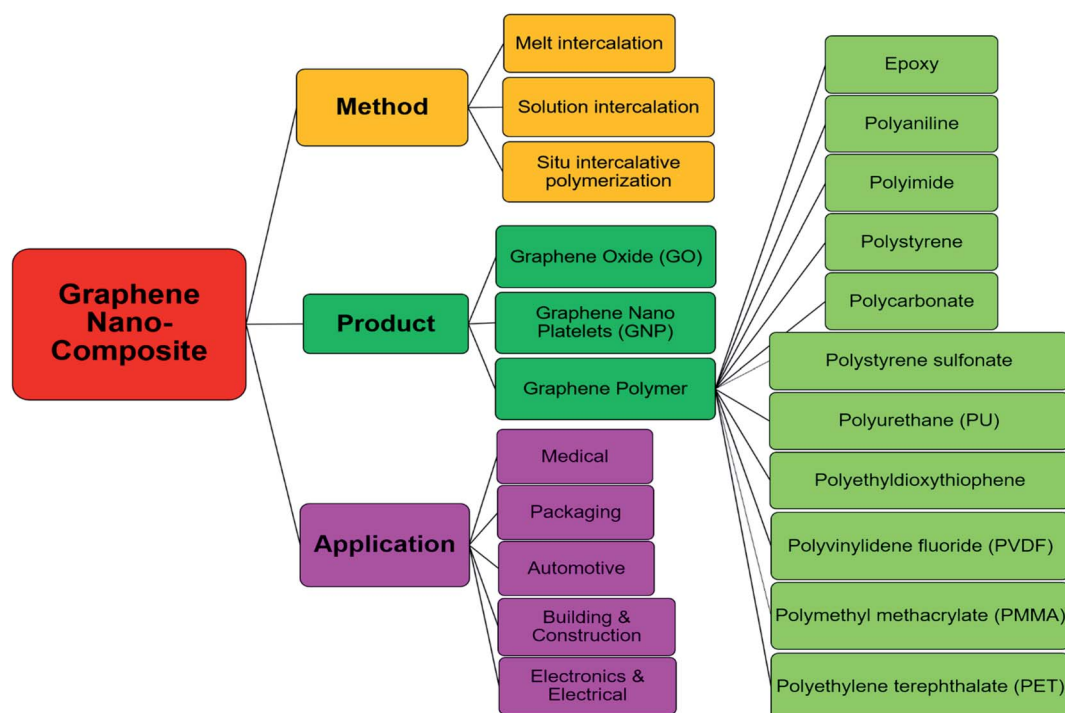 Graphene
Nano-
Composite
Method
Melt intercalation
Solution intercalation
Situ intercalative
polymerization
Product
Graphene Oxide (GO)
Graphene Nano
Platelets (GNP)
Graphene Polymer
Epoxy
Polyaniline
Polyimide
Polystyrene
Polycarbonate
Polystyrene sulfonate
Polyurethane (PU)
Polyethyldioxythiophene
Polyvinylidene fluoride (PVDF)
Polymethyl methacrylate (PMMA)
Polyethylene terephthalate (PET)
Application
Medical
Packaging
Automotive
Building &
Construction
Electronics &
Electrical